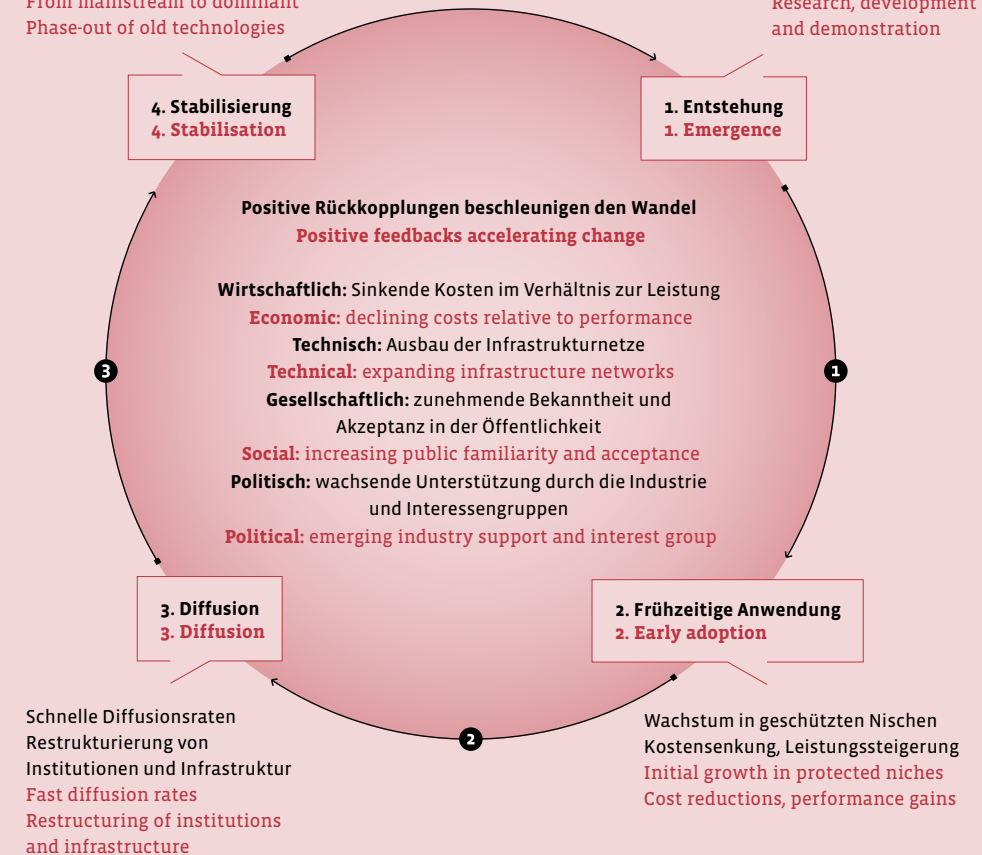 From mainstream to dominant
Phase-out of old technologies
Research, development
and demonstration
4. Stabilisierung
4. Stabilisation
1. Entstehung
1. Emergence
Positive Rückkopplungen beschleunigen den Wandel
Positive feedbacks accelerating change
Wirtschaftlich: Sinkende Kosten im Verhältnis zur Leistung
Economic: declining costs relative to performance
Technisch: Ausbau der Infrastrukturnetze
Technical: expanding infrastructure networks
Gesellschaftlich: zunehmende Bekanntheit und
Akzeptanz in der Öffentlichkeit
Social: increasing public familiarity and acceptance
Politisch: wachsende Unterstützung durch die Industrie
und Interessengruppen
Political: emerging industry support and interest group
3
1
3. Diffusion
3. Diffusion
2. Frühzeitige Anwendung
2. Early adoption
2
Schnelle Diffusionsraten
Restrukturierung von
Institutionen und Infrastruktur
Fast diffusion rates
Restructuring of institutions
and infrastructure
Wachstum in geschützten Nischen
Kostensenkung, Leistungssteigerung
Initial growth in protected niches
Cost reductions, performance gains